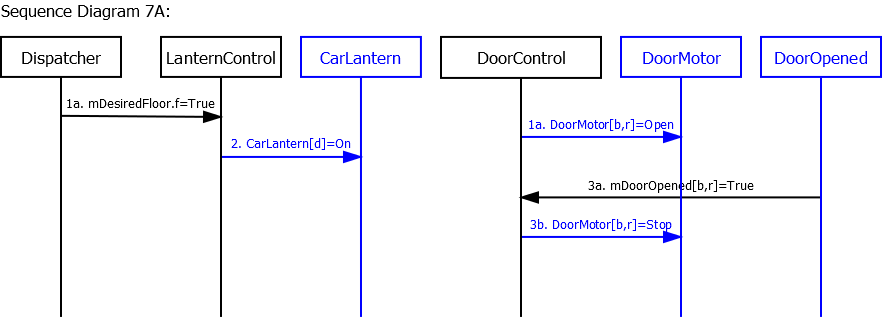 Sequence Diagram 7A:
Dispatcher
LanternControl
CarLantern
DoorControl
DoorMotor
DoorOpened
1a. mDesiredFloor.f=True
1a. DoorMotor[b,r]=Open
2. CarLantern[d]=On
3a. mDoorOpened[b,r]=True
3b. DoorMotor[b,r]=Stop